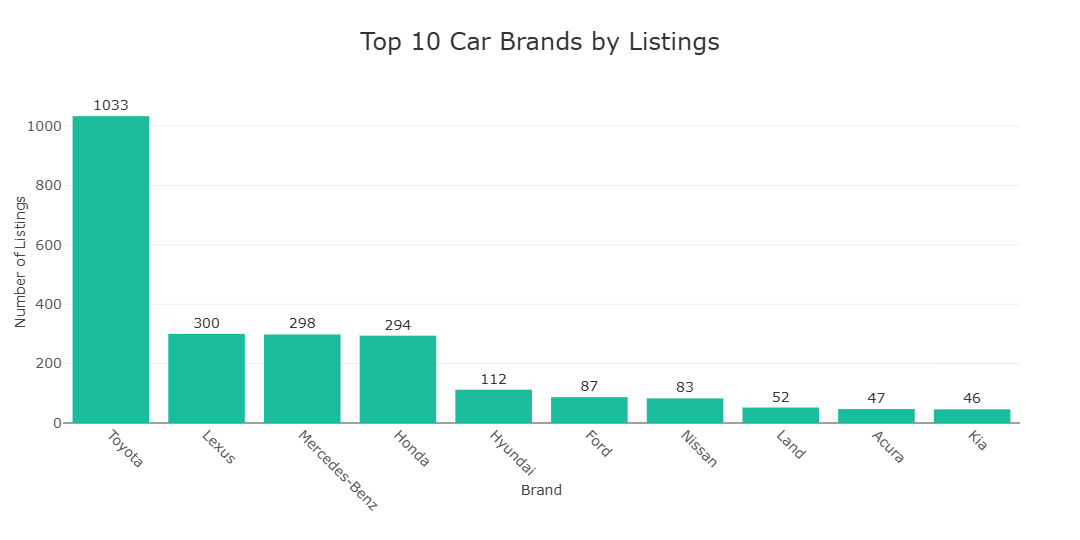 Top 10 Car Brands by Listings
Number of Listings
1000
800
600
400
200
0
1033
300
298
294
112
87
83
52
47
46
Toyota
Lexus
Mercedes-Benz
Honda
Hyundai
Ford
Nissan
Land
Acura
Kia
Brand